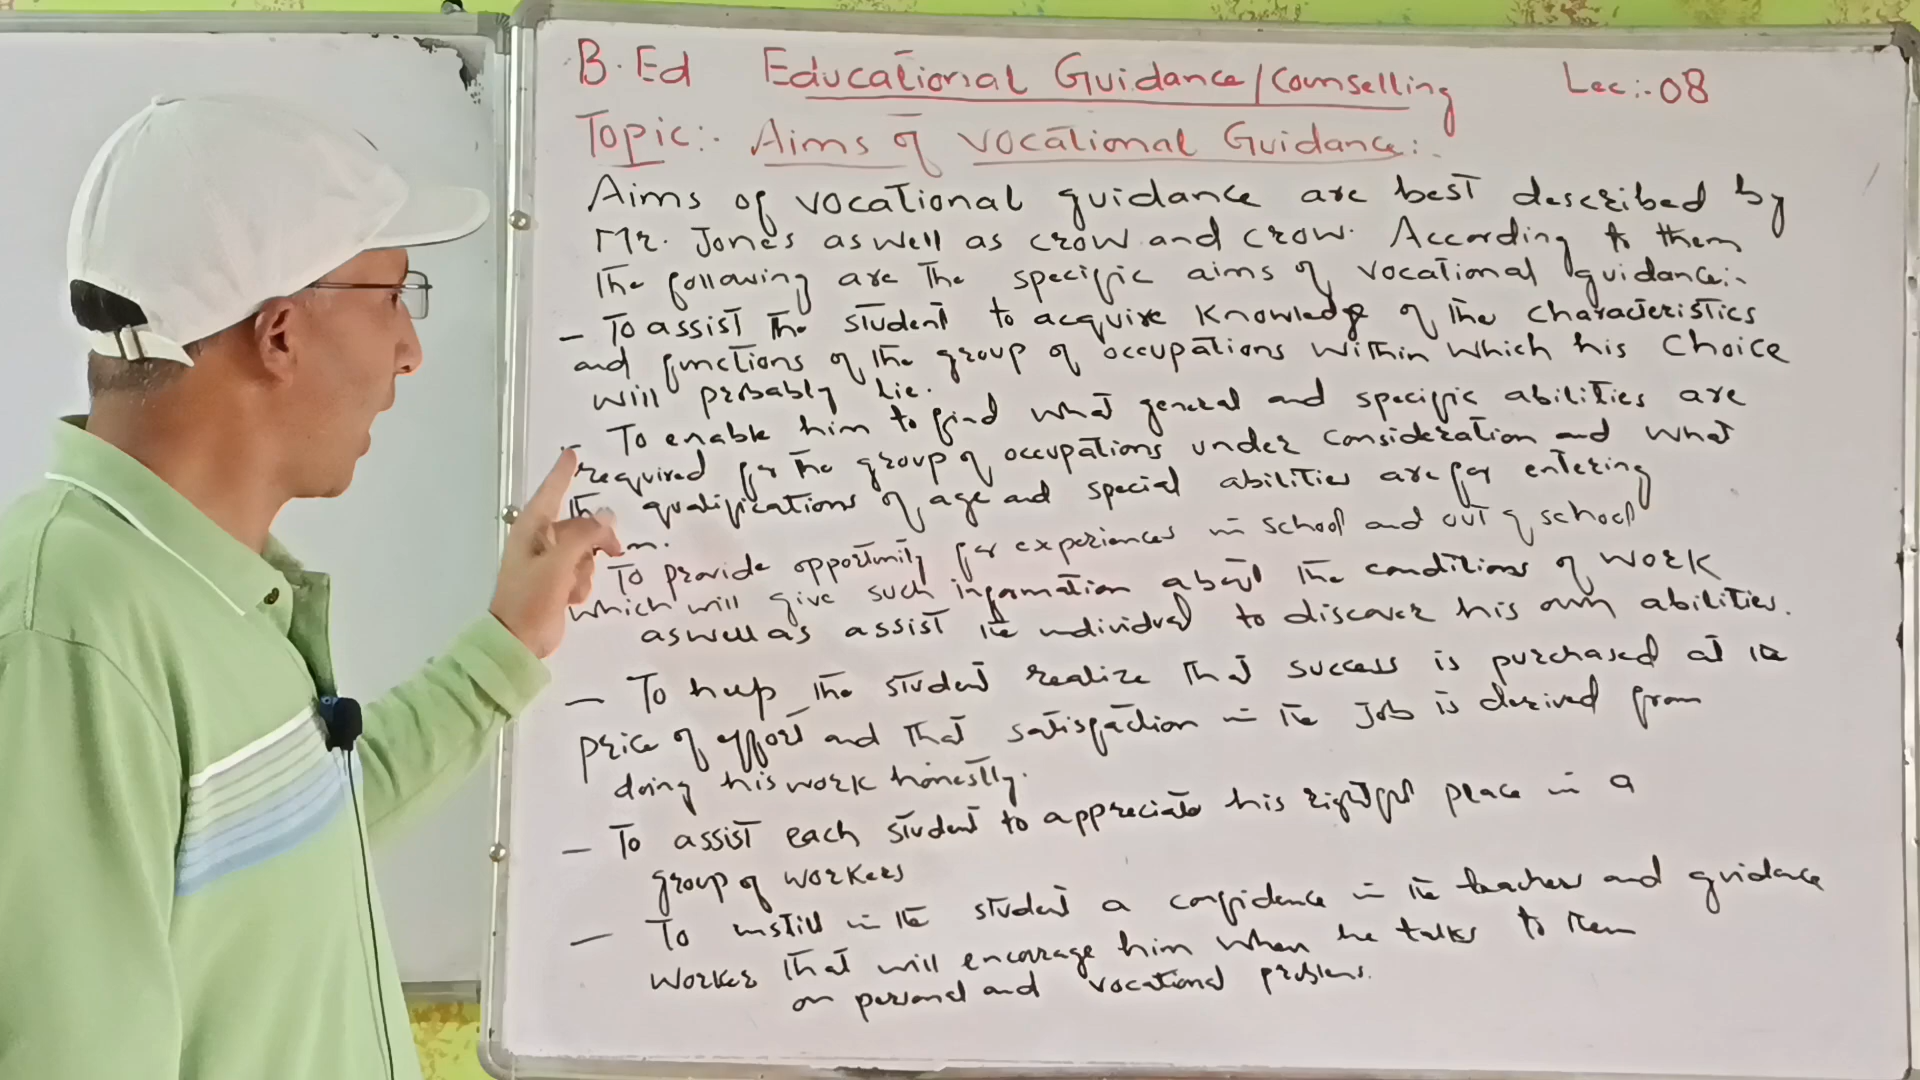 B.Ed Educational Guidance/Counselling Lec:-08
Topic:- Aims of vocational Guidance:-
Aims of vocational guidance are best described by
Mr. Jones aswell as crow and crow. According to them
The following are the specific aims of vocational guidance:-
- To assist the student to acquire knowledge of the characteristics
and functions of the group of occupations within which his choice
will probably lie.
- To enable him to find what general and specific abilities are
required for the group of occupations under consideration and what
the qualifications of age and special abilities are for entering
m.
To provide opportunity for experiences in school and out of school
which will give such information about the conditions of work
aswell as assist the individual to discover his own abilities.
- To help the student realize that success is purchased at the
price of effort and that satisfaction in the job is derived from
doing his work honestly.
- To assist each student to appreciate his rightful place in a
group of workers
- To instill in the student a confidence in the teacher and guidance
worker that will encourage him when he talks to them
on personal and vocational problems.